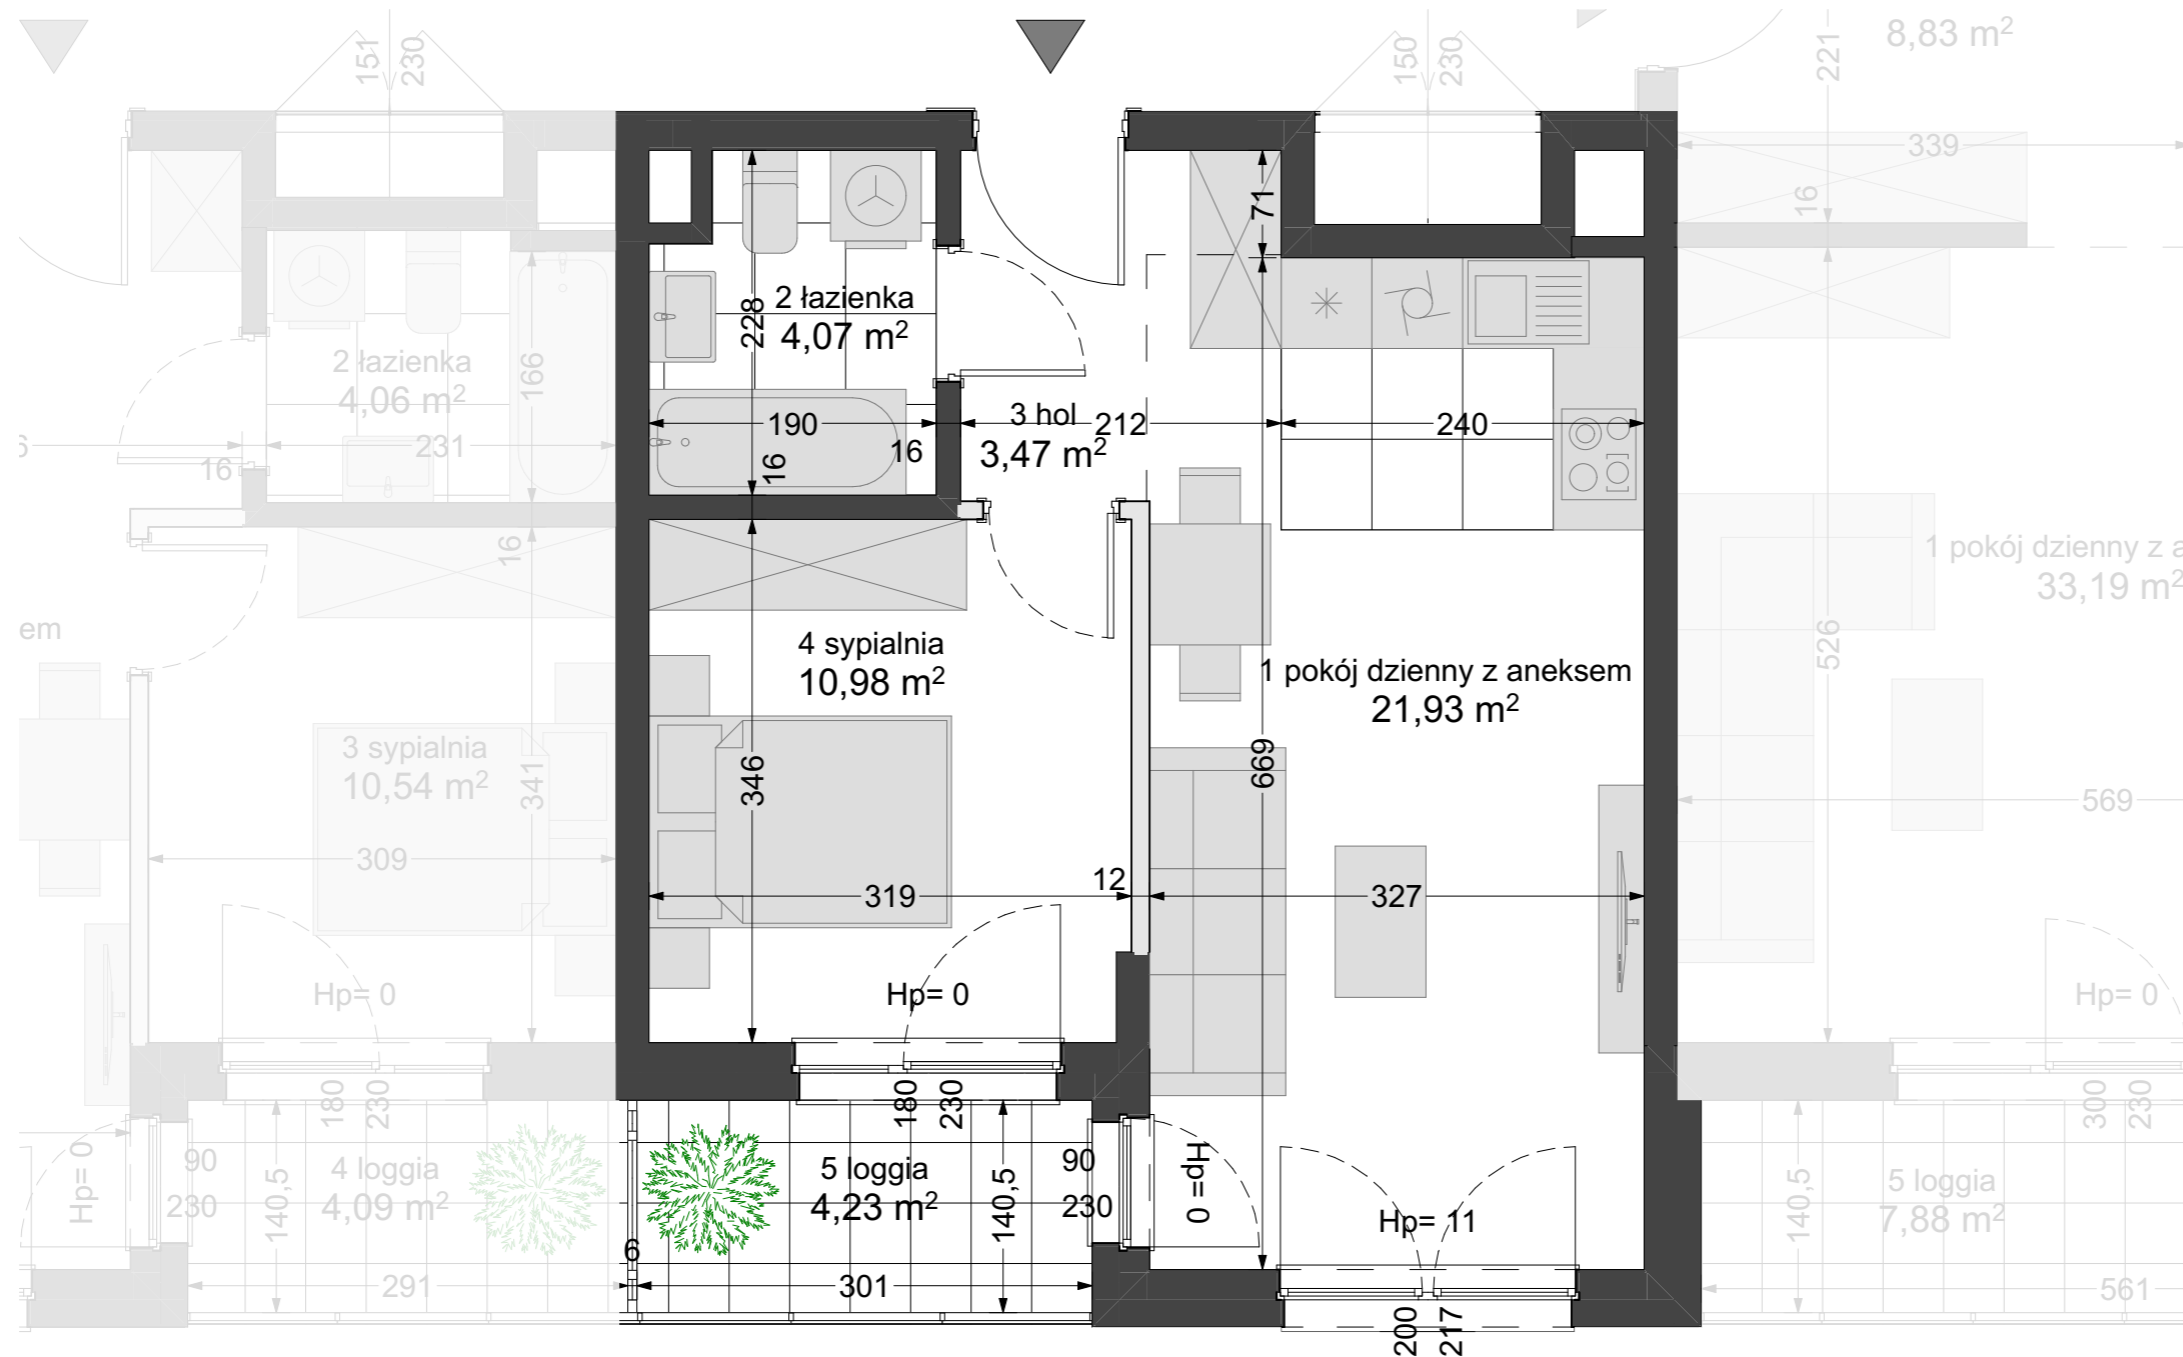 151
230
150
230
221
8,83 m²
339
16
71
2 łazienka
4,07 m²
228
2 łazienka
4,06 m²
166
6
16
231
190
16
16
3 hol
3,47 m²
212
240
16
em
4 sypialnia
10,98 m²
1 pokój dzienny z aneksem
21,93 m²
1 pokój dzienny z a
33,19 m²
526
3 sypialnia
10,54 m²
341
346
669
309
319
12
327
569
Hp= 0
Hp= 0
Hp= 0
180
230
180
230
300
230
Hp= 0
90
230
140,5
4 loggia
4,09 m²
5 loggia
4,23 m²
140,5
90
230
Hp= 0
Hp= 11
140,5
5 loggia
7,88 m²
6
291
301
561
200
217